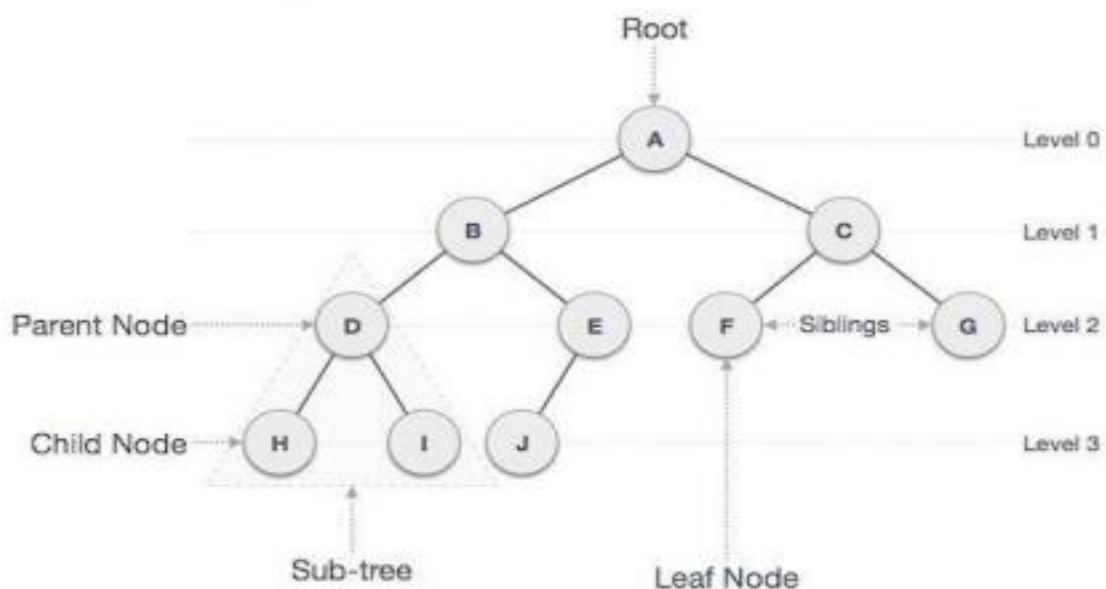 Root
A
Level 0
B
C
Level 1
Parent Node
D
E
F
Siblings
G
Level 2
Child Node
H
I
J
Level 3
Sub-tree
Leaf Node